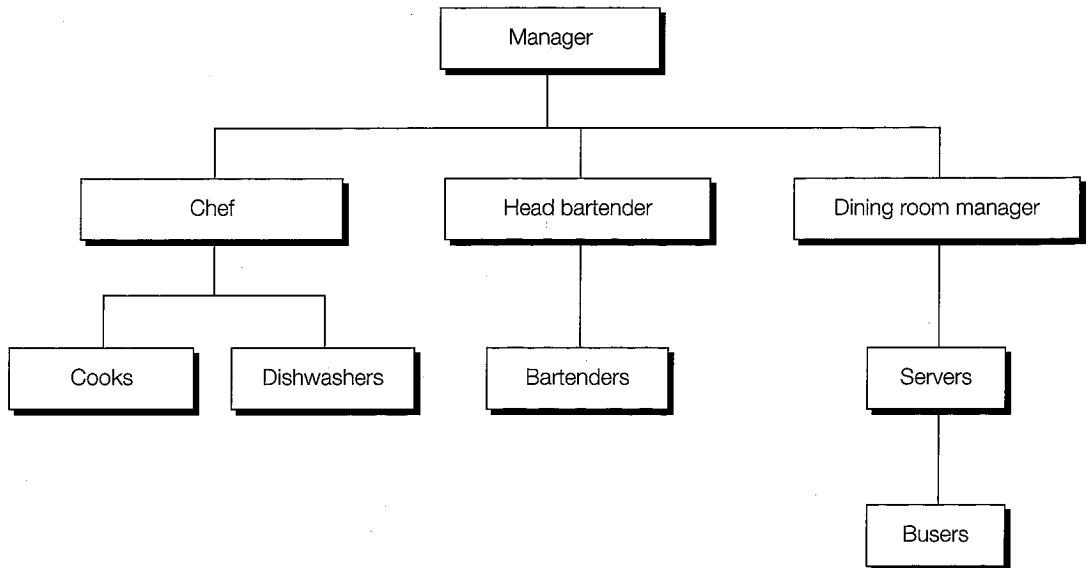 Manager
Chef
Head bartender
Dining room manager
Cooks
Dishwashers
Bartenders
Servers
Busers